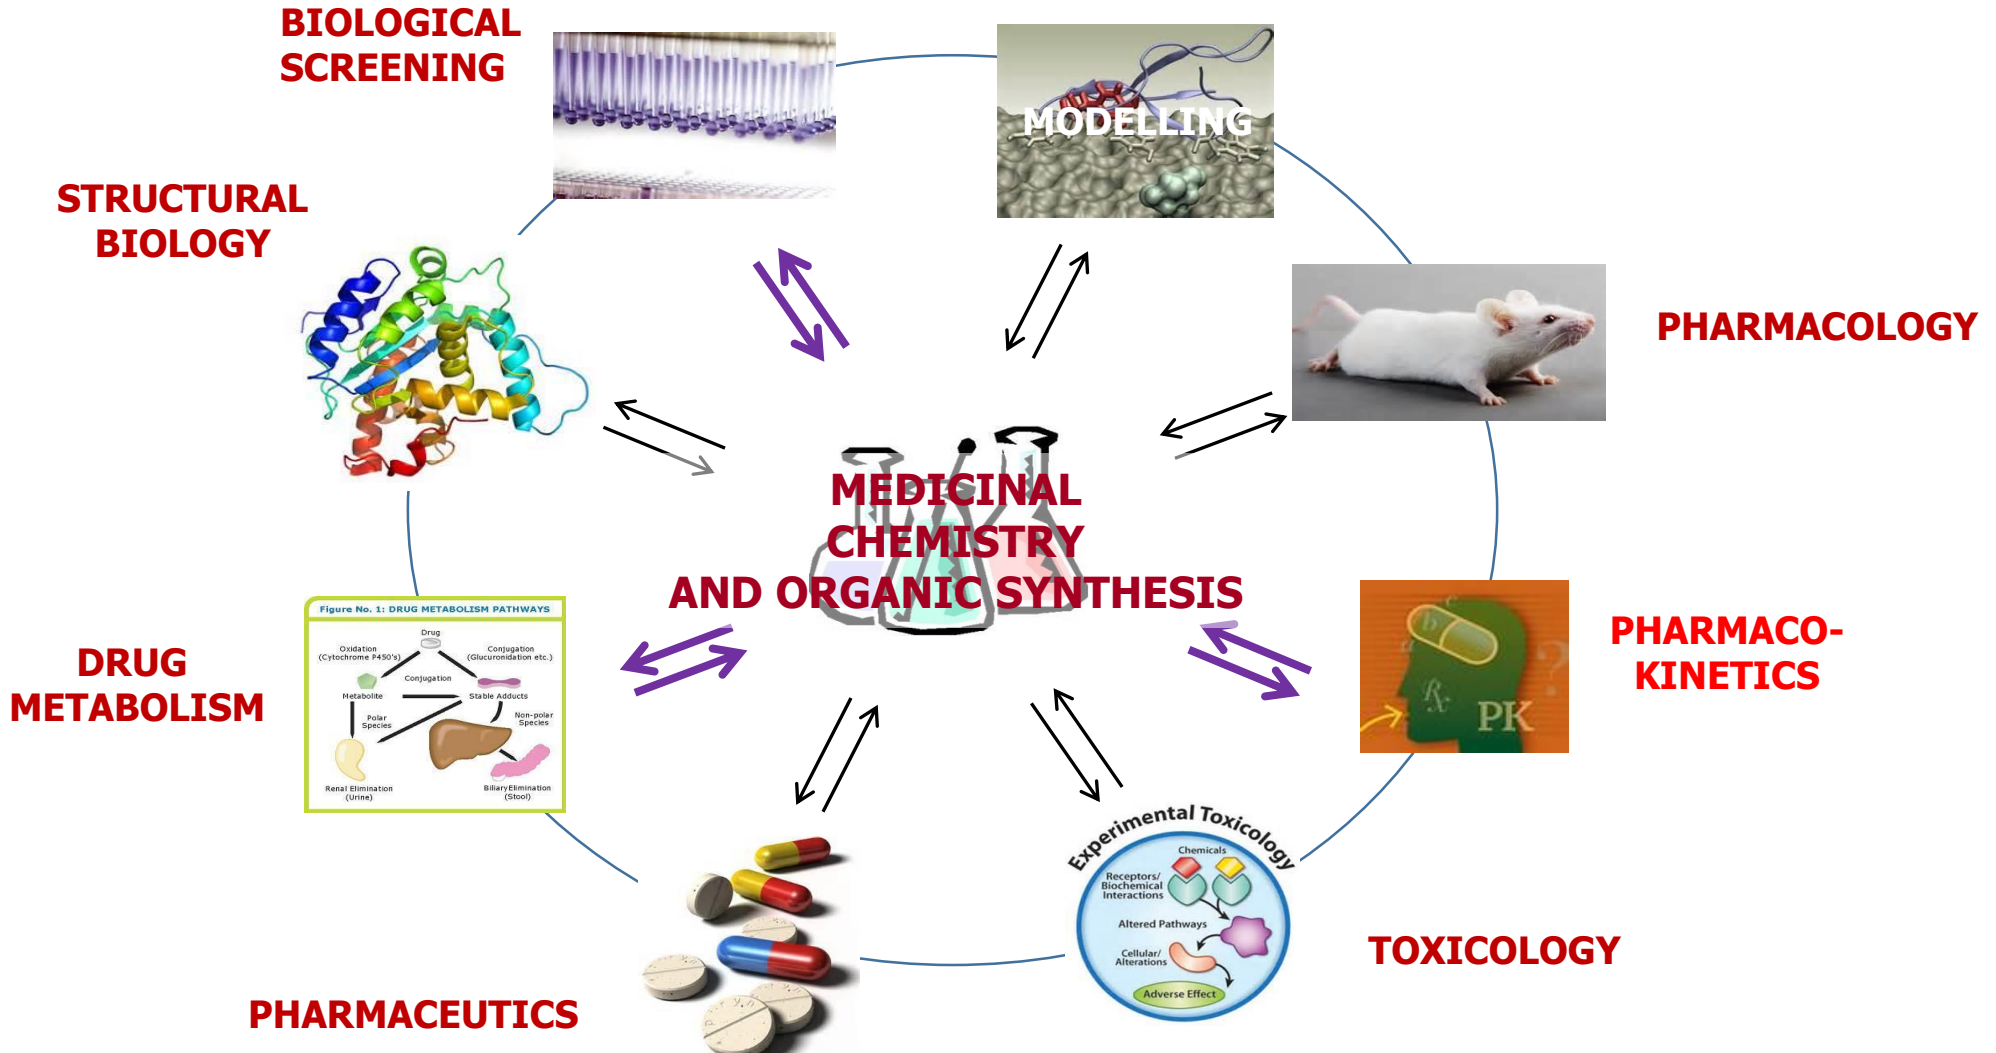 BIOLOGICAL
SCREENING
MODELLING
STRUCTURAL
BIOLOGY
PHARMACOLOGY
MEDICINAL
CHEMISTRY
AND ORGANIC SYNTHESIS
Figure No. 1: DRUG METABOLISM PATHWAYS
Drug
Oxidation
(Cytochrome P450's)
Conjugation
(Glucuronidation etc.)
Conjugation
Metabolite
Stable Adducts
Polar
Species
Non-polar
Species
Renal Elimination
(Urine)
BiliaryElimination
(Stool)
DRUG
METABOLISM
PHARMACO-
KINETICS
b
c
Rx
PK
?
Experimental Toxicology
Chemicals
Receptors/
Biochemical
Interactions
Altered Pathways
Cellular/
Alterations
Adverse Effect
TOXICOLOGY
PHARMACEUTICS